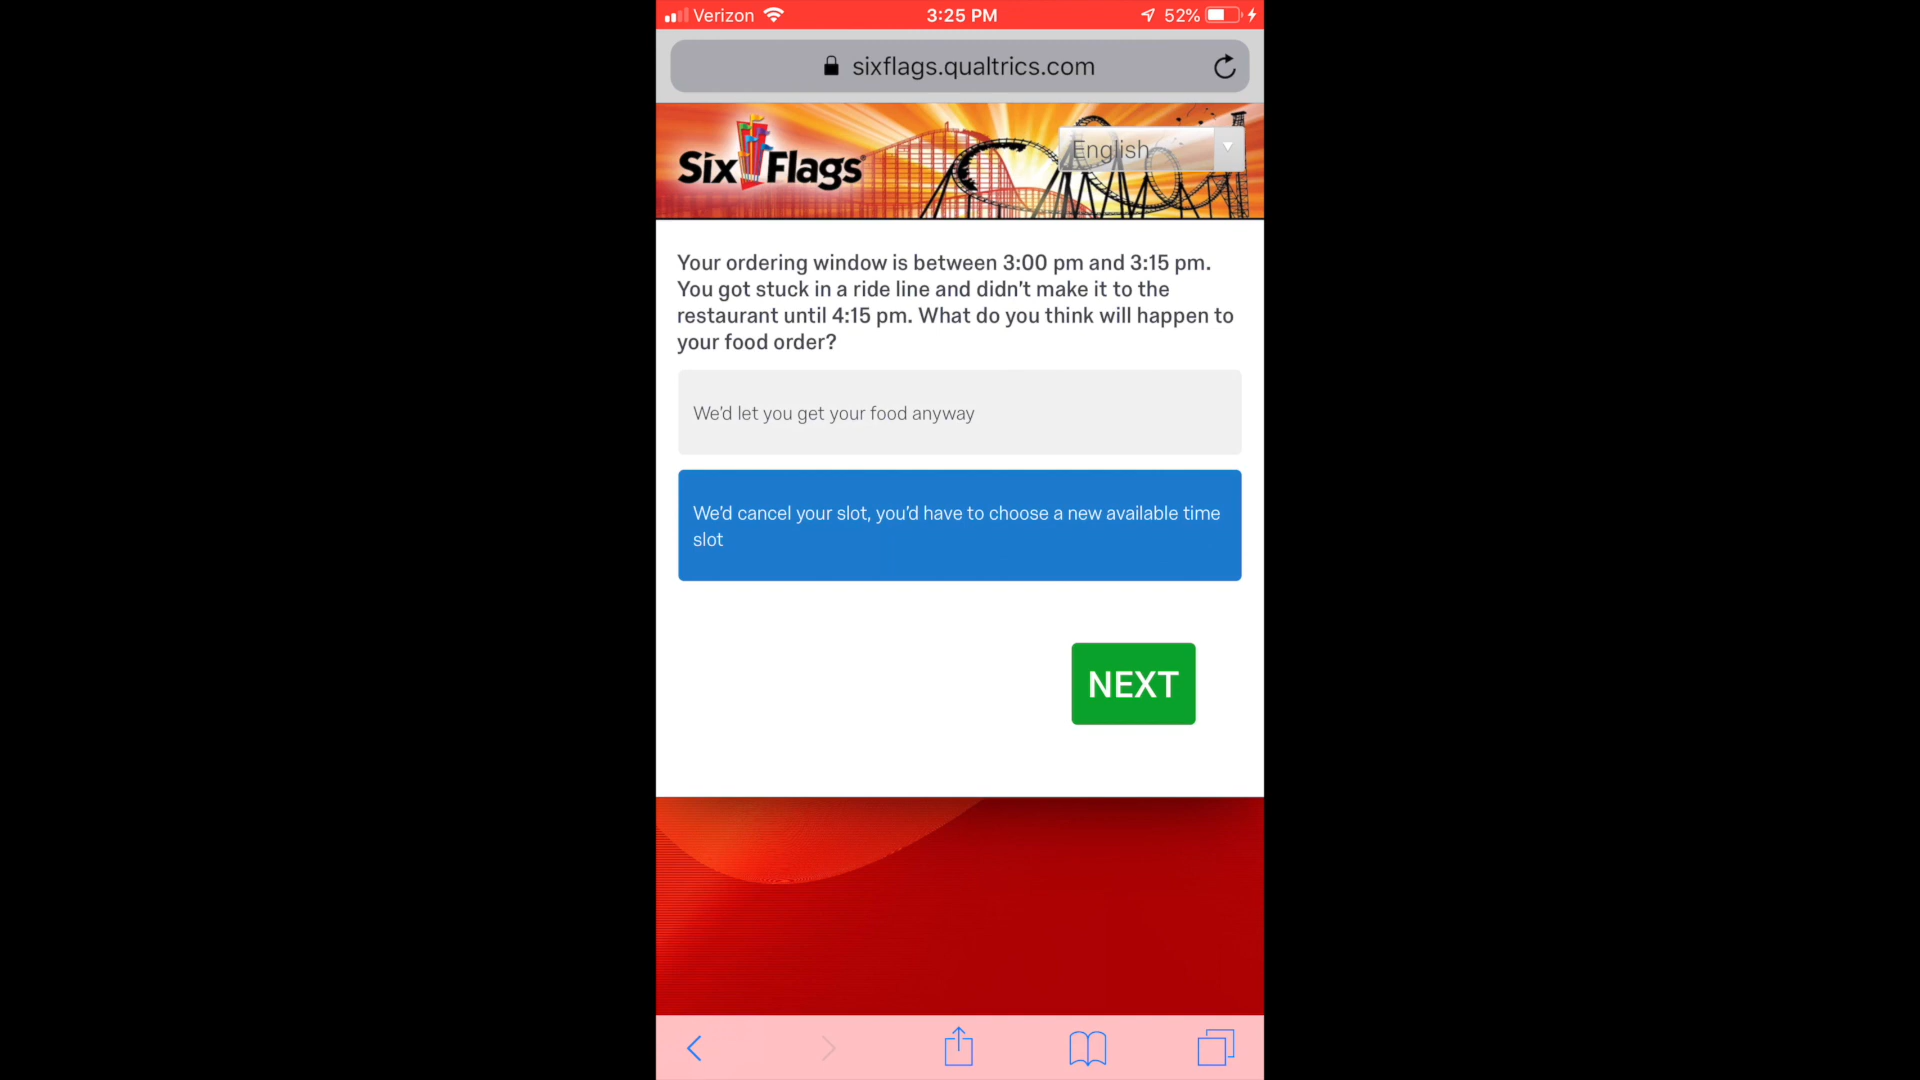 Verizon 3:25 PM 52%
sixflags.qualtrics.com
Six Flags
English
Your ordering window is between 3:00 pm and 3:15 pm.
You got stuck in a ride line and didn't make it to the
restaurant until 4:15 pm. What do you think will happen to
your food order?
We'd let you get your food anyway
We'd cancel your slot, you'd have to choose a new available time
slot
NEXT